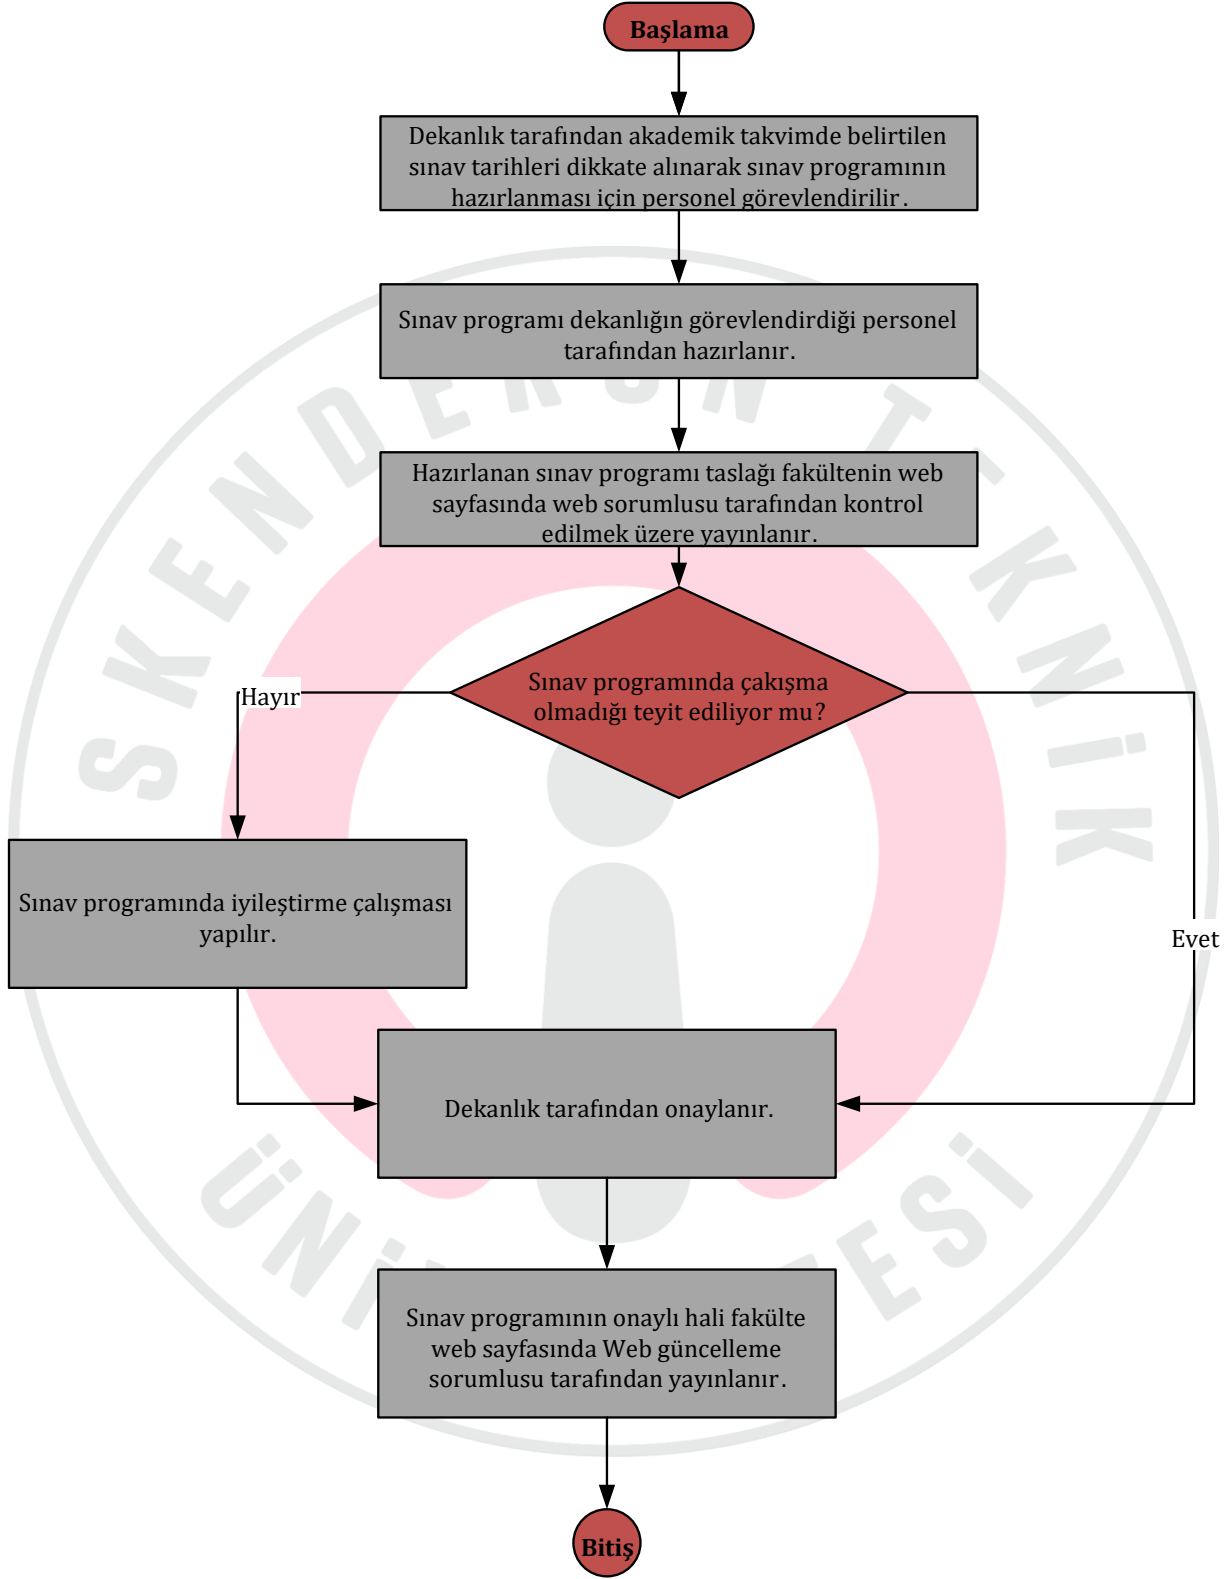 Başlama
Dekanlık tarafından akademik takvimde belirtilen
sınav tarihleri dikkate alınarak sınav programının
hazırlanması için personel görevlendirilir.
Sınav programı dekanlığın görevlendirdiği personel
tarafından hazırlanır.
Hazırlanan sınav programı taslağı fakültenin web
sayfasında web sorumlusu tarafından kontrol
edilmek üzere yayınlanır.
Sınav programında çakışma
olmadığı teyit ediliyor mu?
Hayır
Sınav programında iyileştirme çalışması
yapılır.
Evet
Dekanlık tarafından onaylanır.
Sınav programının onaylı hali fakülte
web sayfasında Web güncelleme
sorumlusu tarafından yayınlanır.
Bitiş